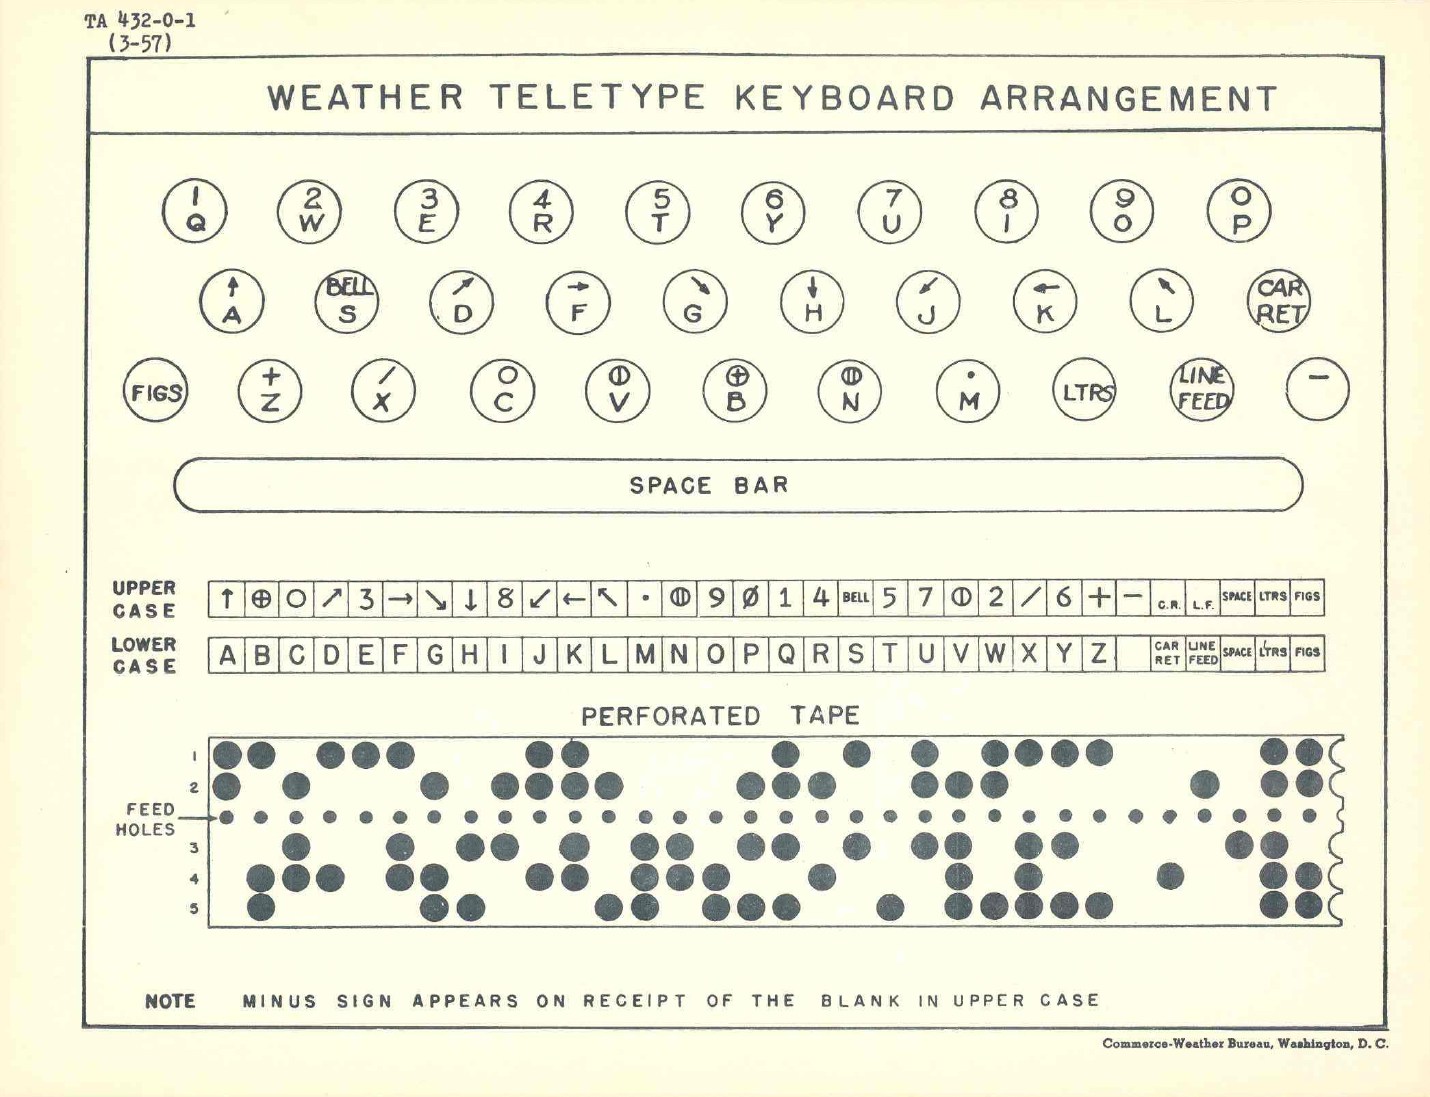 TA 432-0-1
(3-57)
WEATHER TELETYPE KEYBOARD ARRANGEMENT
1 2 3 4 5 6 7 8 9 0
Q W E R T Y U I O P
↑ BELL ↗ → ↘ ↓ ↙ ← ↖ CAR
A S D F G H J K L RET
FIGS + / ○ ⦶ ⊕ ◍ • LTRS LINE –
Z X C V B N M FEED
SPACE BAR
UPPER CASE ↑ ⊕ ○ ↗ 3 → ↘ ↓ 8 ↙ ← ↖ • ◍ 9 Ø 1 4 BELL 5 7 ⦶ 2 / 6 + – C.R. L.F. SPACE LTRS FIGS
LOWER CASE A B C D E F G H I J K L M N O P Q R S T U V W X Y Z CAR RET LINE FEED SPACE LTRS FIGS
PERFORATED TAPE
1
2
FEED HOLES
3
4
5
NOTE MINUS SIGN APPEARS ON RECEIPT OF THE BLANK IN UPPER CASE
Commerce-Weather Bureau, Washington, D. C.